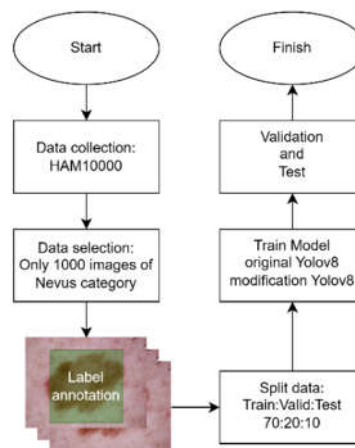 Start
Data collection:
HAM10000
Data selection:
Only 1000 images of
Nevus category
Label
annotation
Split data:
Train:Valid:Test
70:20:10
Train Model
original Yolov8
modification Yolov8
Validation
and
Test
Finish